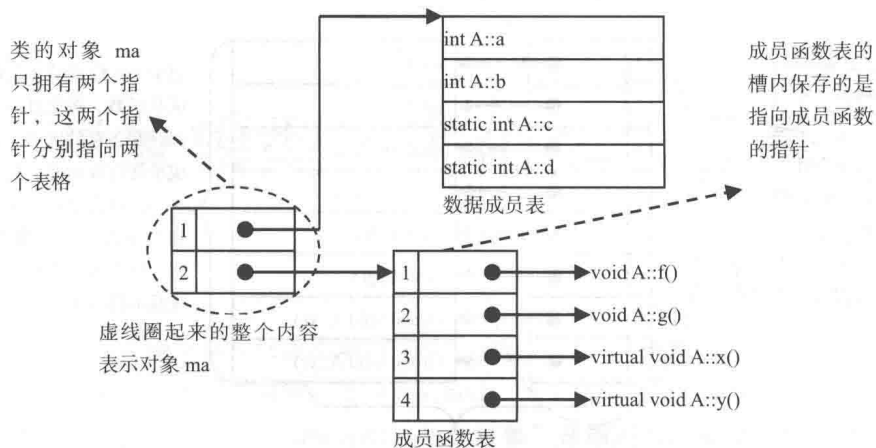 类的对象 ma
只拥有两个指
针，这两个指
针分别指向两
个表格
int A::a
int A::b
static int A::c
static int A::d
数据成员表
成员函数表的
槽内保存的是
指向成员函数
的指针
1
2
虚线圈起来的整个内容
表示对象 ma
1
void A::f()
2
void A::g()
3
virtual void A::x()
4
virtual void A::y()
成员函数表